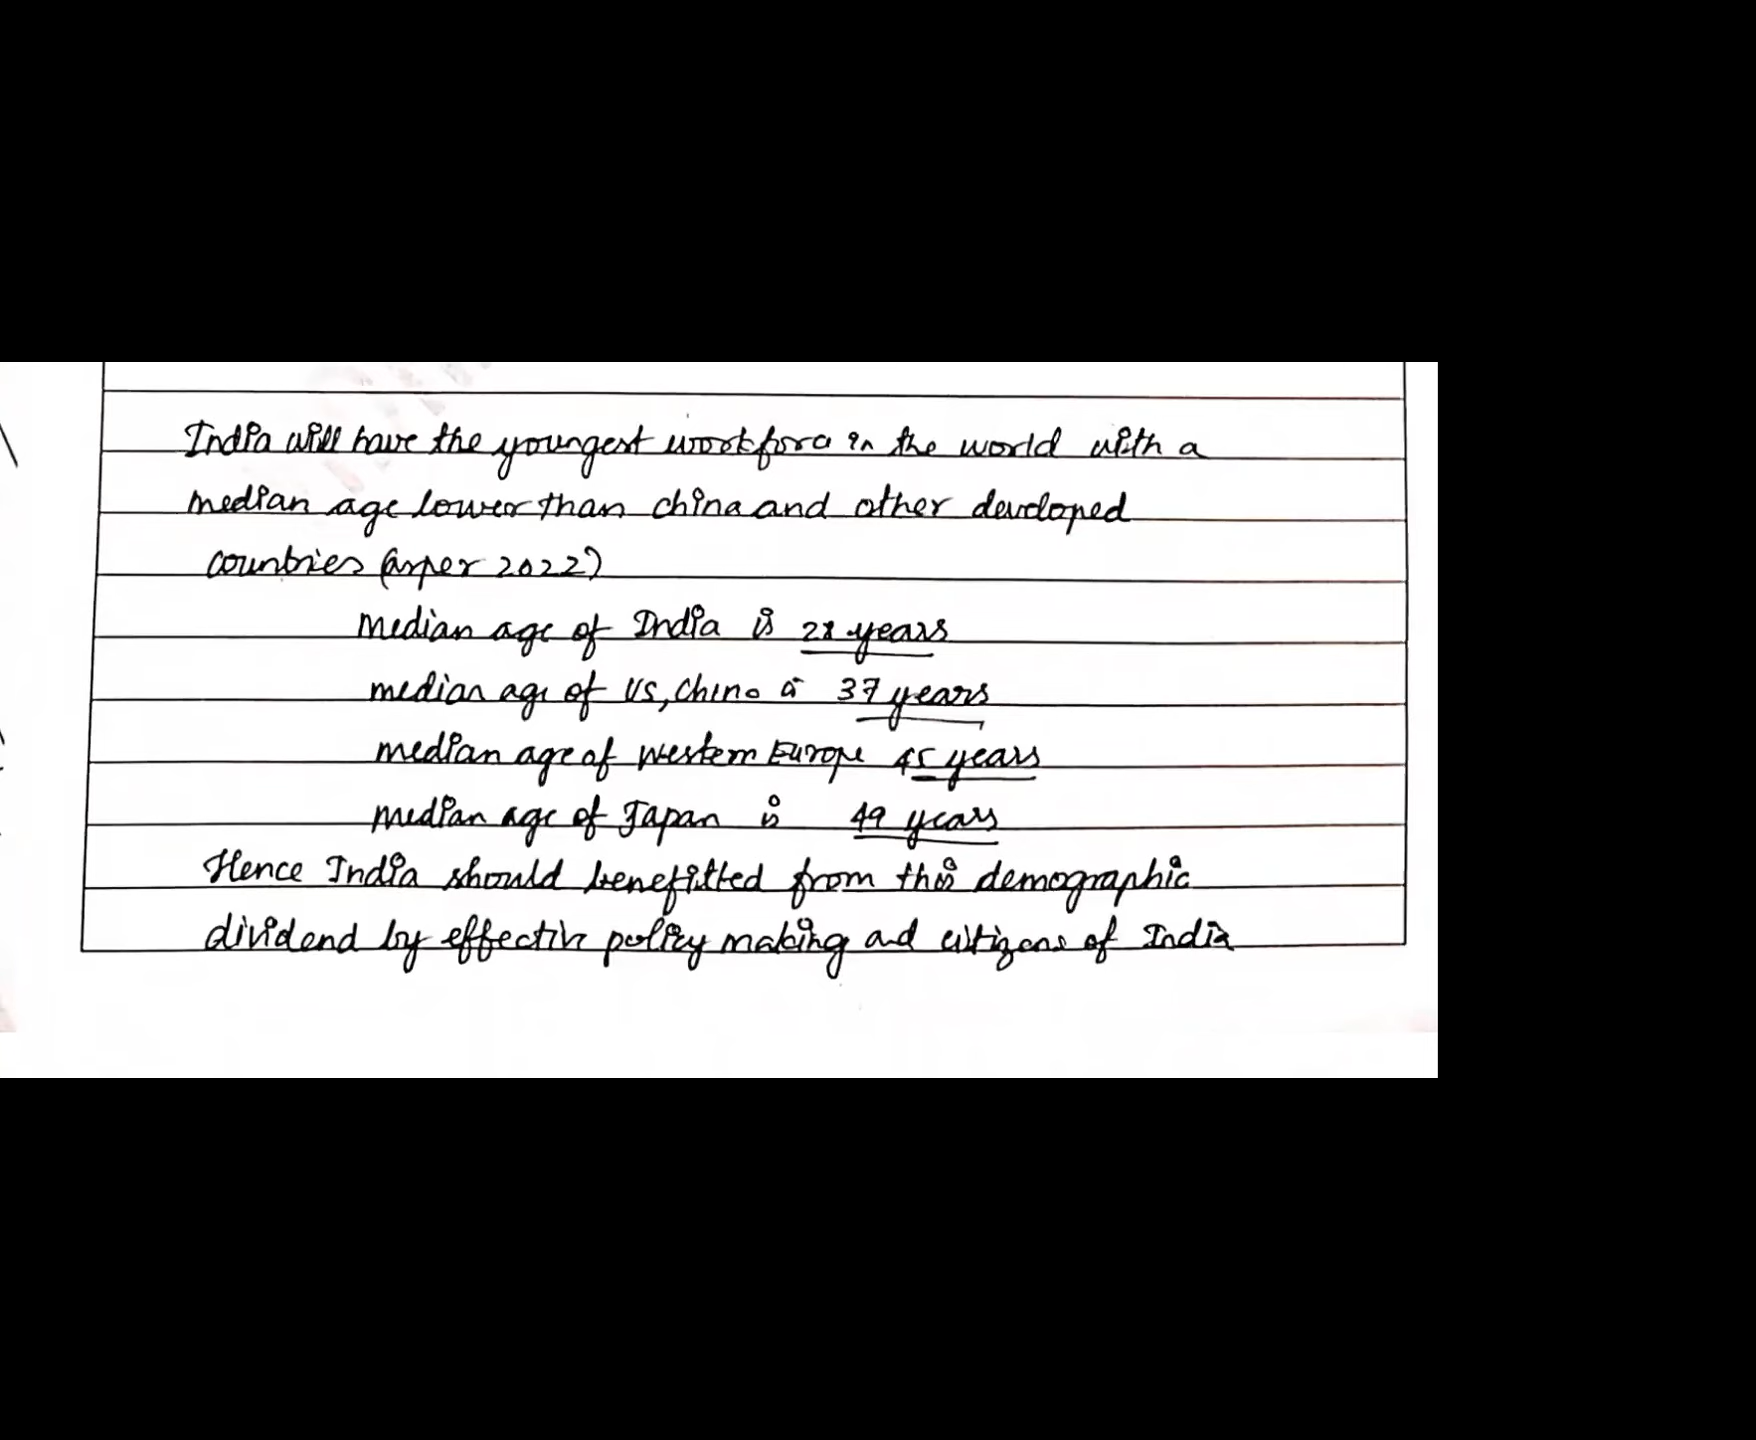 India will have the youngest workforce in the world with a
median age lower than china and other developed
countries (as per 2022)
median age of India is 28 years
median age of US, China is 37 years
median age of western Europe 45 years
median age of Japan is 49 years
Hence India should benefitted from this demographic
dividend by effective policy making and citizens of India